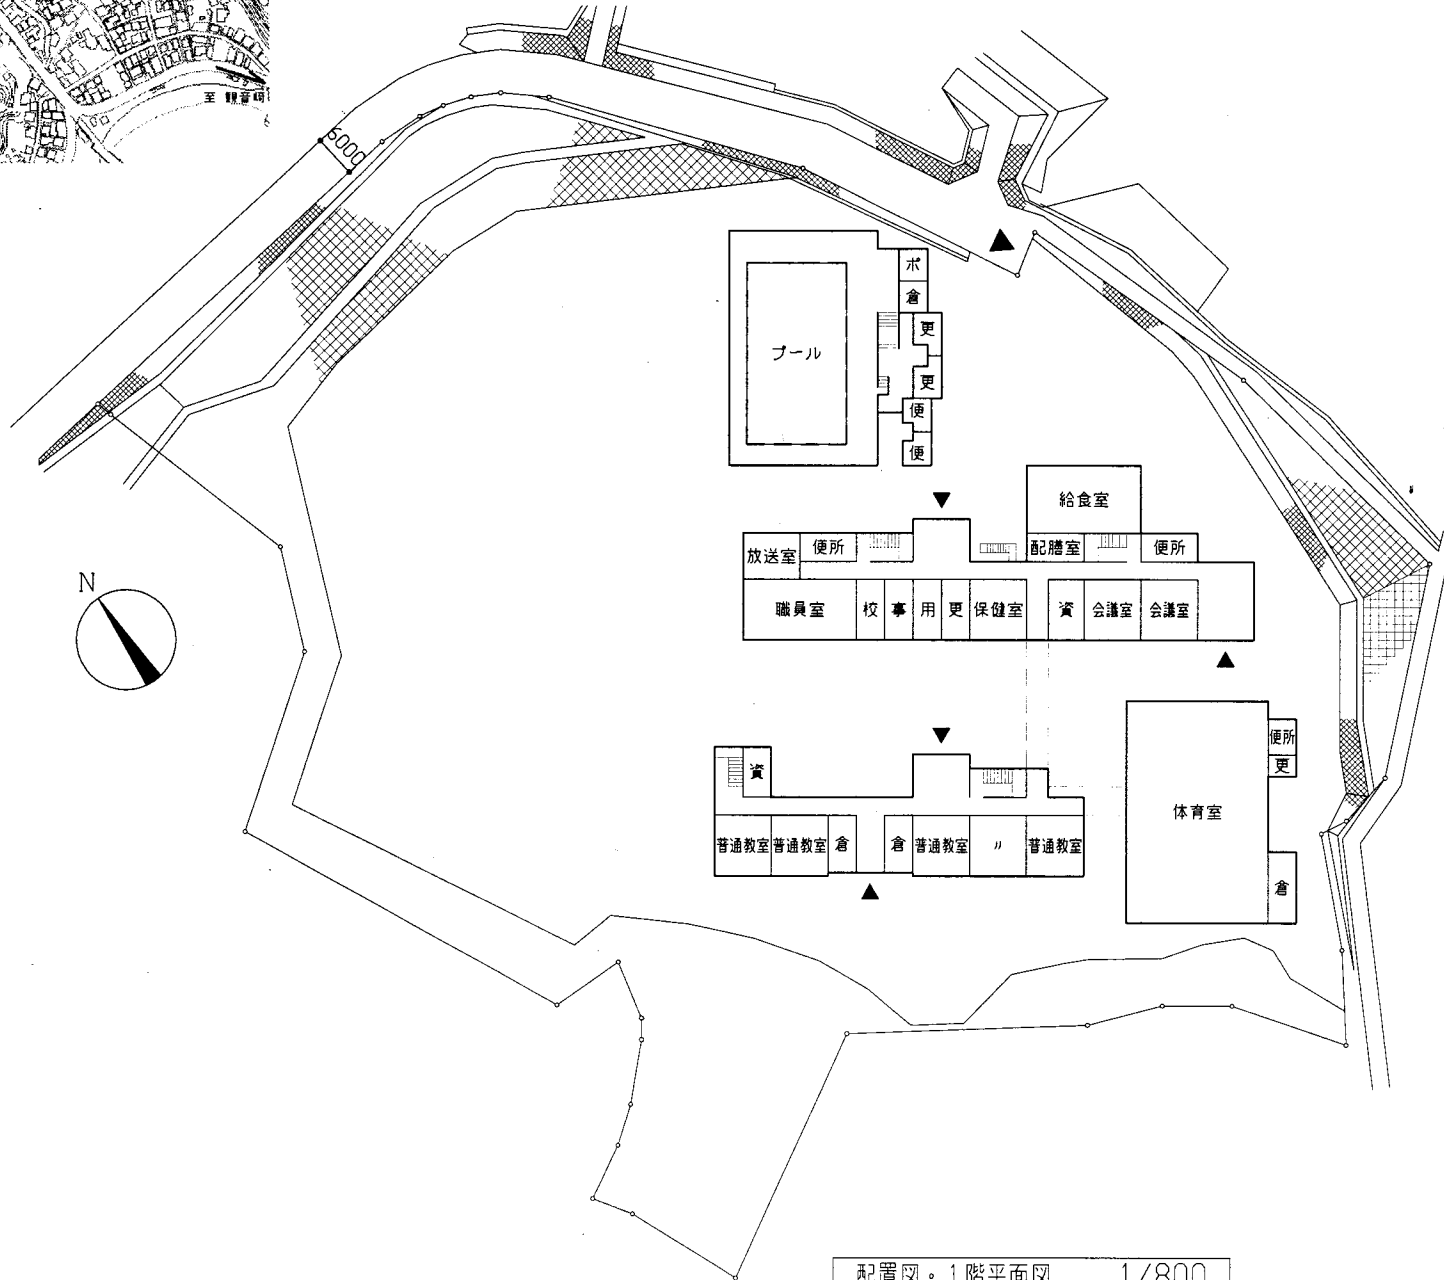 至 観音崎
6000
ポ
倉
更
プール
更
便
便
給食室
放送室 便所 配膳室 便所
職員室 校 事 用 更 保健室 資 会議室 会議室
N
便所
資 更
体育室
普通教室 普通教室 倉 倉 普通教室 〃 普通教室
倉
配置図・1階平面図 1/800